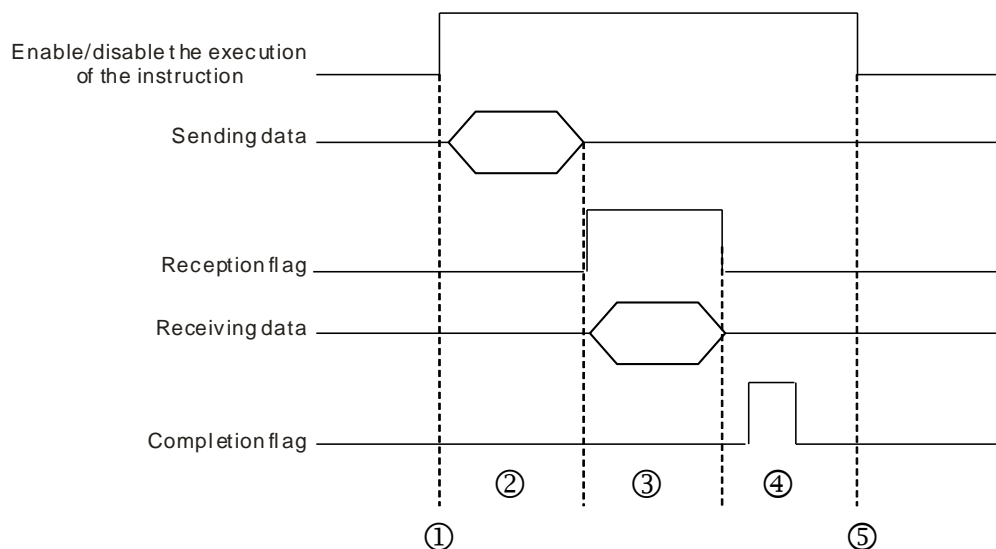 Enable/disable the execution
of the instruction
Sending data
Reception flag
Receiving data
Completion flag
② ③ ④
① ⑤